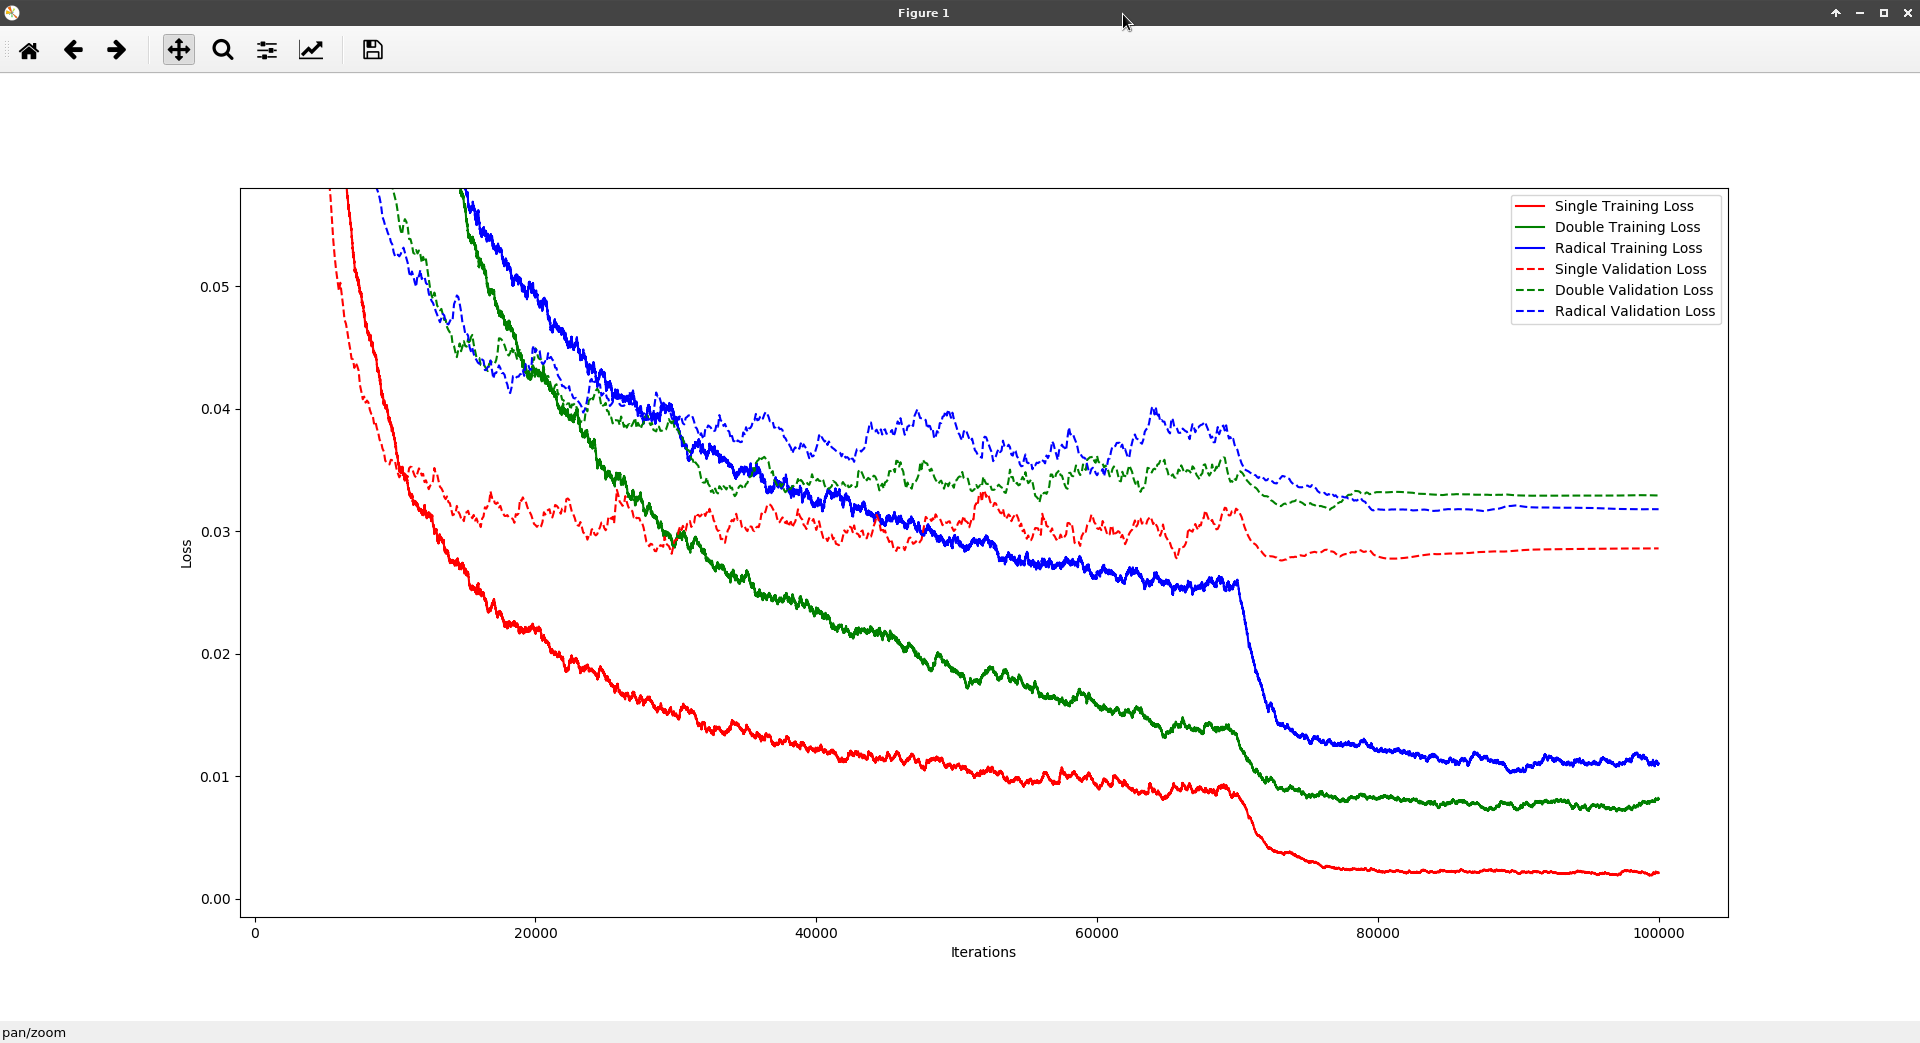 Figure 1
Single Training Loss
Double Training Loss
Radical Training Loss
Single Validation Loss
Double Validation Loss
Radical Validation Loss
0.05
0.04
0.03
0.02
0.01
0.00
Loss
0 20000 40000 60000 80000 100000
Iterations
pan/zoom